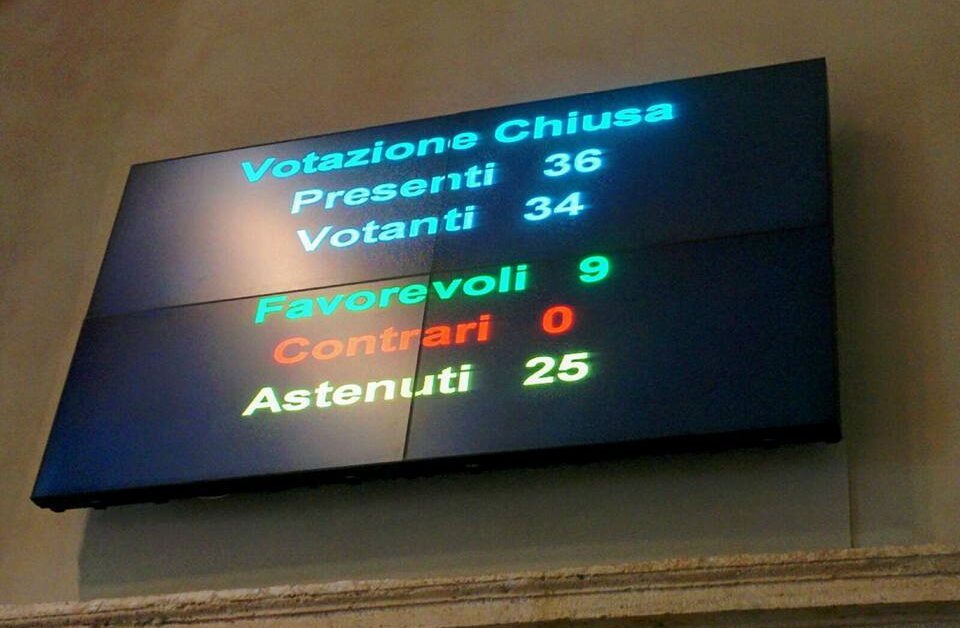 Votazione Chiusa
Presenti 36
Votanti 34
Favorevoli 9
Contrari 0
Astenuti 25